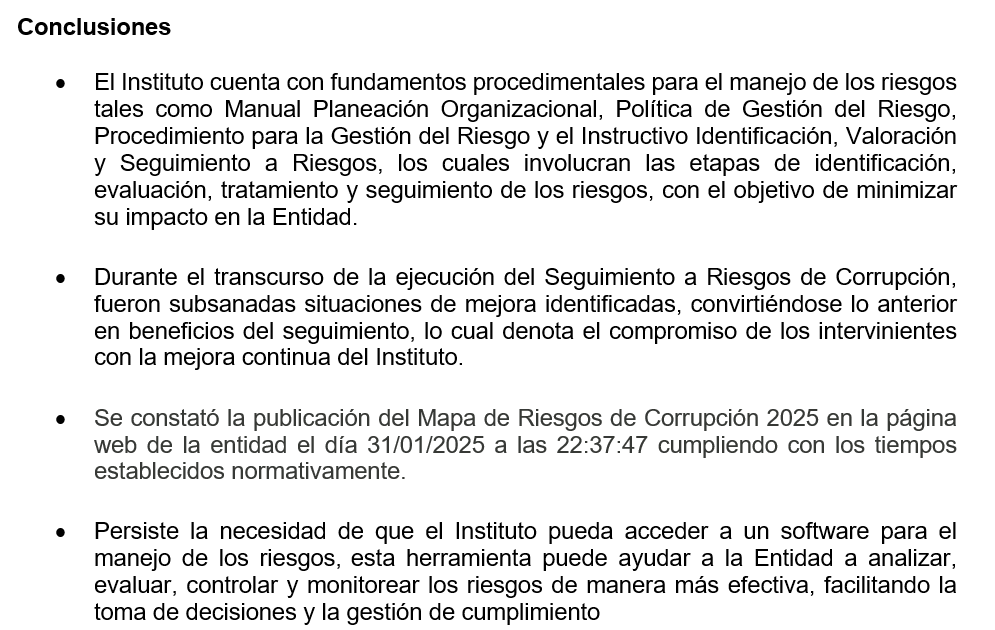 Conclusiones
• El Instituto cuenta con fundamentos procedimentales para el manejo de los riesgos
tales como Manual Planeación Organizacional, Política de Gestión del Riesgo,
Procedimiento para la Gestión del Riesgo y el Instructivo Identificación, Valoración
y Seguimiento a Riesgos, los cuales involucran las etapas de identificación,
evaluación, tratamiento y seguimiento de los riesgos, con el objetivo de minimizar
su impacto en la Entidad.
• Durante el transcurso de la ejecución del Seguimiento a Riesgos de Corrupción,
fueron subsanadas situaciones de mejora identificadas, convirtiéndose lo anterior
en beneficios del seguimiento, lo cual denota el compromiso de los intervinientes
con la mejora continua del Instituto.
• Se constató la publicación del Mapa de Riesgos de Corrupción 2025 en la página
web de la entidad el día 31/01/2025 a las 22:37:47 cumpliendo con los tiempos
establecidos normativamente.
• Persiste la necesidad de que el Instituto pueda acceder a un software para el
manejo de los riesgos, esta herramienta puede ayudar a la Entidad a analizar,
evaluar, controlar y monitorear los riesgos de manera más efectiva, facilitando la
toma de decisiones y la gestión de cumplimiento